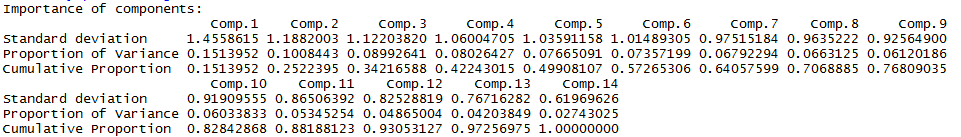 Importance of components:
                          Comp.1    Comp.2     Comp.3     Comp.4     Comp.5     Comp.6     Comp.7    Comp.8     Comp.9
Standard deviation     1.4558615 1.1882003 1.12203820 1.06004705 1.03591158 1.01489305 0.97515184 0.9635222 0.92564900
Proportion of Variance 0.1513952 0.1008443 0.08992641 0.08026427 0.07665091 0.07357199 0.06792294 0.0663125 0.06120186
Cumulative Proportion  0.1513952 0.2522395 0.34216588 0.42243015 0.49908107 0.57265306 0.64057599 0.7068885 0.76809035
                          Comp.10    Comp.11    Comp.12    Comp.13    Comp.14
Standard deviation     0.91909555 0.86506392 0.82528819 0.76716282 0.61969626
Proportion of Variance 0.06033833 0.05345254 0.04865004 0.04203849 0.02743025
Cumulative Proportion  0.82842868 0.88188123 0.93053127 0.97256975 1.00000000